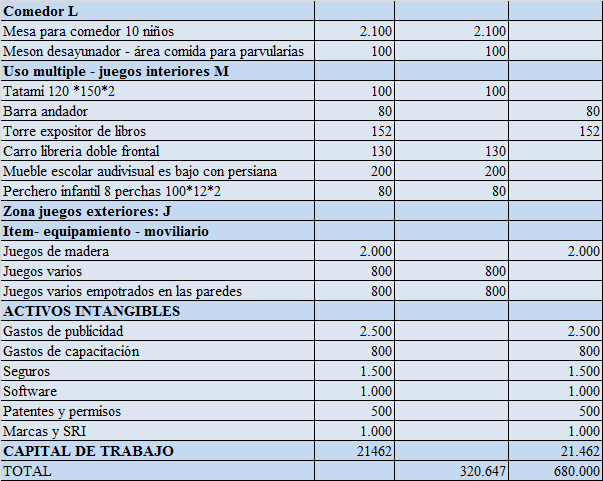 Comedor L
Mesa para comedor 10 niños 2.100 2.100
Meson desayunador - área comida para parvularias 100 100
Uso multiple - juegos interiores M
Tatami 120 *150*2 100 100
Barra andador 80 80
Torre expositor de libros 152 152
Carro libreria doble frontal 130 130
Mueble escolar audivisual es bajo con persiana 200 200
Perchero infantil 8 perchas 100*12*2 80 80
Zona juegos exteriores: J
Item- equipamiento - moviliario
Juegos de madera 2.000 2.000
Juegos varios 800 800
Juegos varios empotrados en las paredes 800 800
ACTIVOS INTANGIBLES
Gastos de publicidad 2.500 2.500
Gastos de capacitación 800 800
Seguros 1.500 1.500
Software 1.000 1.000
Patentes y permisos 500 500
Marcas y SRI 1.000 1.000
CAPITAL DE TRABAJO 21462 21.462
TOTAL 320.647 680.000